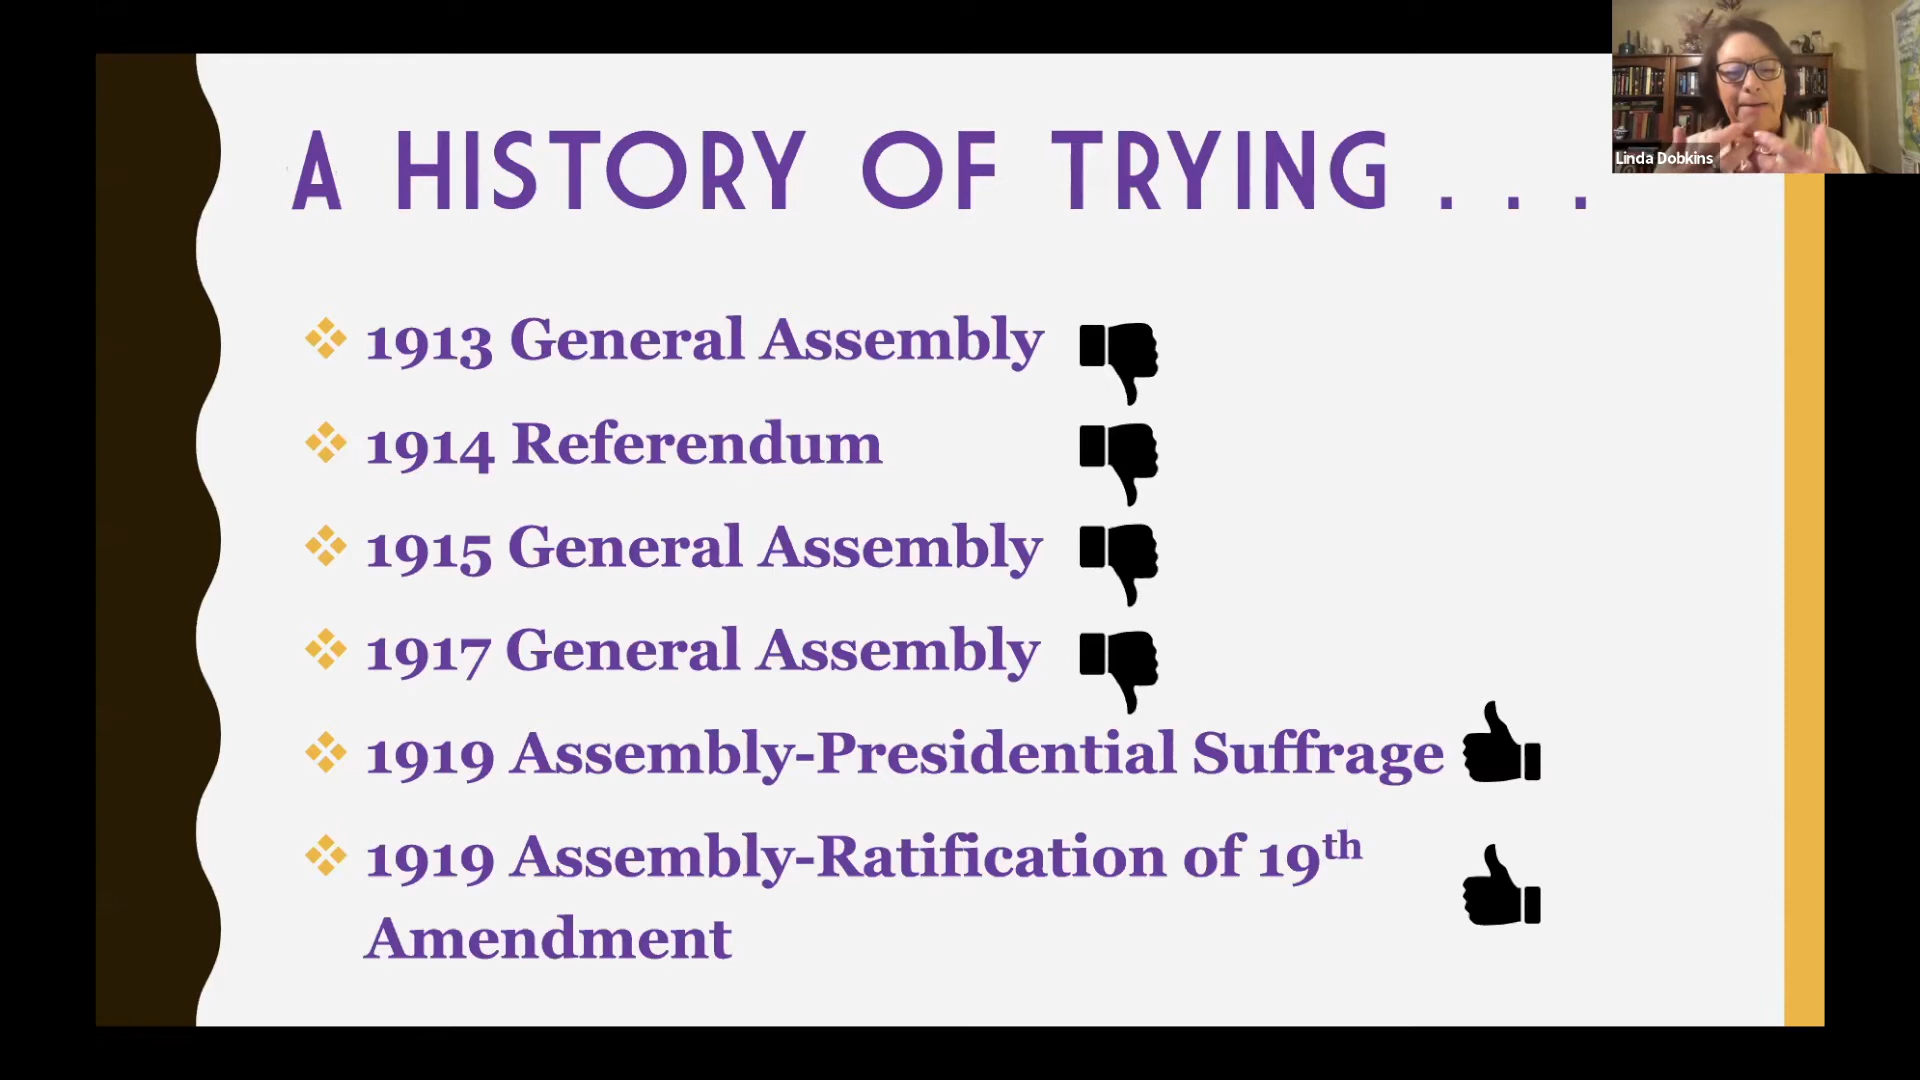 Linda Dobkins
A HISTORY OF TRYING . . .
1913 General Assembly
1914 Referendum
1915 General Assembly
1917 General Assembly
1919 Assembly-Presidential Suffrage
1919 Assembly-Ratification of 19th
Amendment